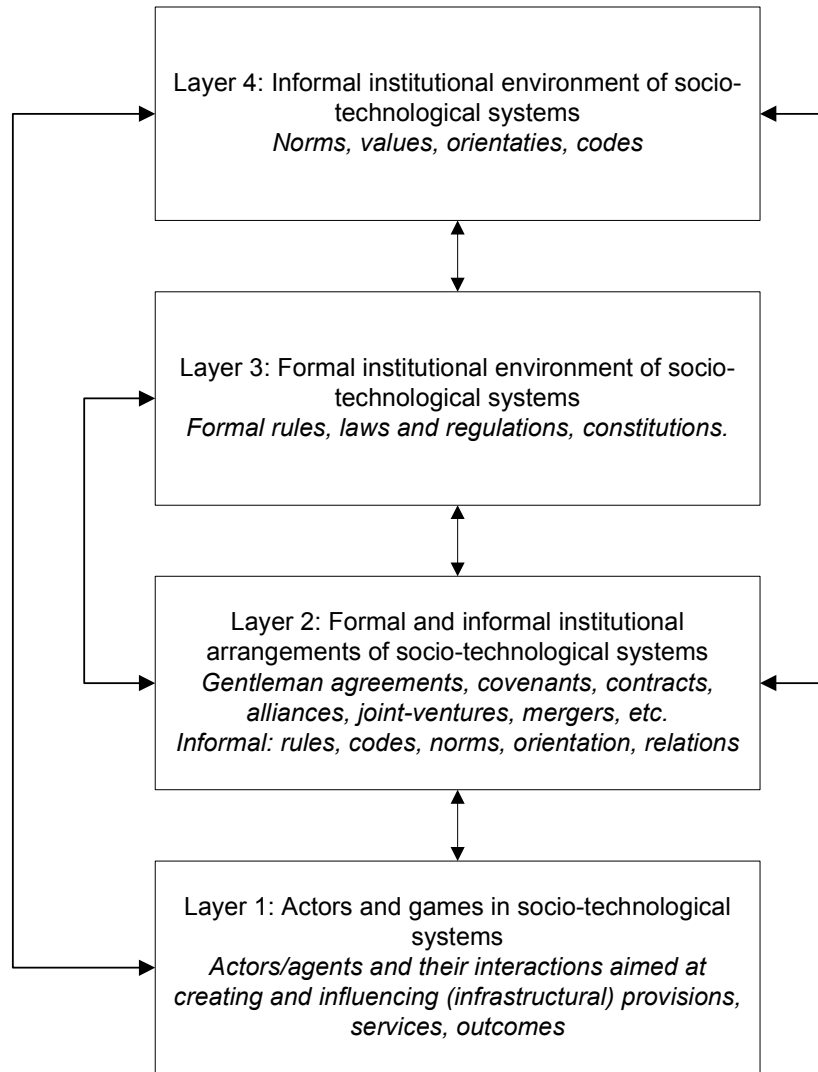 Layer 4: Informal institutional environment of socio-
technological systems
Norms, values, orientaties, codes
Layer 3: Formal institutional environment of socio-
technological systems
Formal rules, laws and regulations, constitutions.
Layer 2: Formal and informal institutional
arrangements of socio-technological systems
Gentleman agreements, covenants, contracts,
alliances, joint-ventures, mergers, etc.
Informal: rules, codes, norms, orientation, relations
Layer 1: Actors and games in socio-technological
systems
Actors/agents and their interactions aimed at
creating and influencing (infrastructural) provisions,
services, outcomes